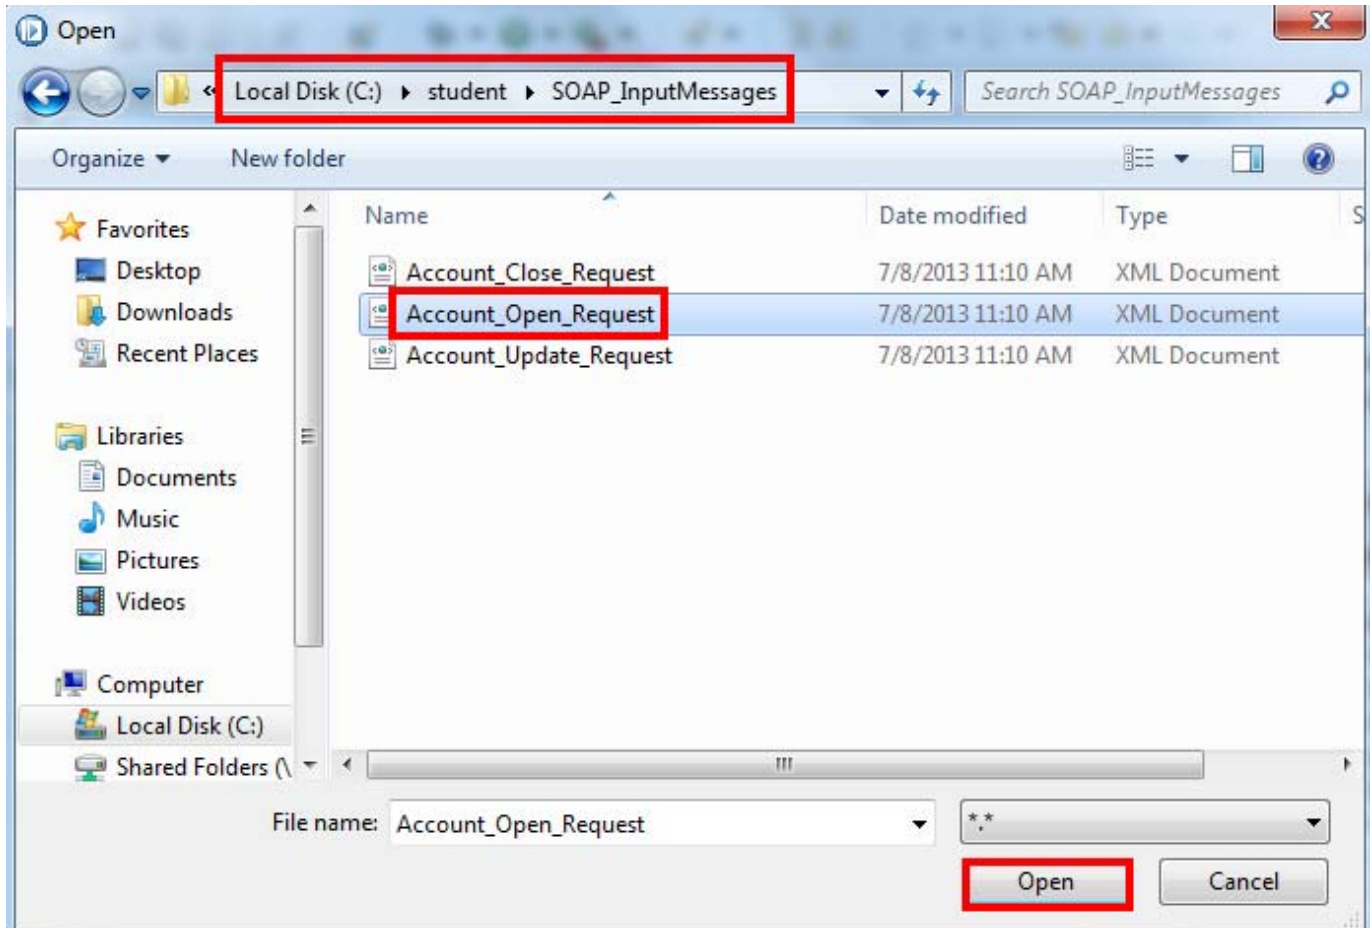 Open
x
« Local Disk (C:) ▸ student ▸ SOAP_InputMessages
Search SOAP_InputMessages
Organize ▾ New folder
Name Date modified Type S
Favorites
Desktop
Downloads
Recent Places
Libraries
Documents
Music
Pictures
Videos
Computer
Local Disk (C:)
Shared Folders (\
Account_Close_Request 7/8/2013 11:10 AM XML Document
Account_Open_Request 7/8/2013 11:10 AM XML Document
Account_Update_Request 7/8/2013 11:10 AM XML Document
File name: Account_Open_Request *.*
Open Cancel